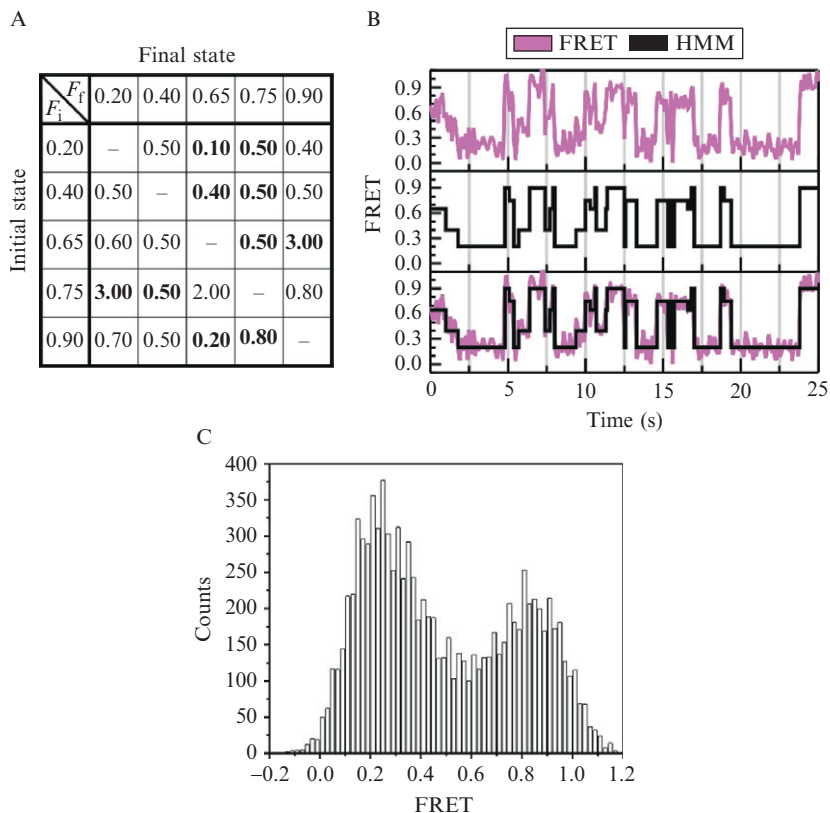 A
Final state
Initial state
Fi Ff 0.20 0.40 0.65 0.75 0.90
0.20 – 0.50 0.10 0.50 0.40
0.40 0.50 – 0.40 0.50 0.50
0.65 0.60 0.50 – 0.50 3.00
0.75 3.00 0.50 2.00 – 0.80
0.90 0.70 0.50 0.20 0.80 –
B
FRET HMM
FRET
0.9
0.6
0.3
0.0
0.9
0.6
0.3
0.0
0.9
0.6
0.3
0.0
0 5 10 15 20 25
Time (s)
C
Counts
400
350
300
250
200
150
100
50
0
–0.2 0.0 0.2 0.4 0.6 0.8 1.0 1.2
FRET